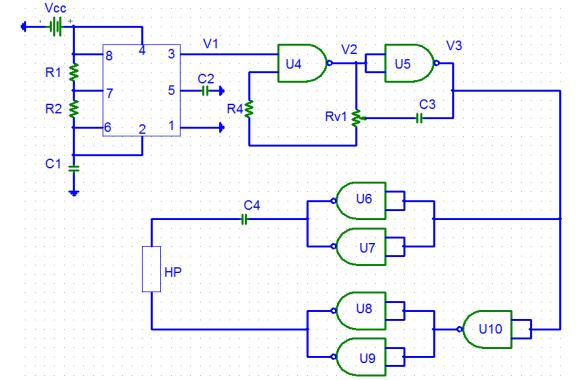 Vcc
- +
V1 V2 V3
8 4 3
U4 U5
R1
C2
7 5
R2 R4 Rv1 C3
6 2 1
C1
U6
C4
U7
HP
U8
U10
U9